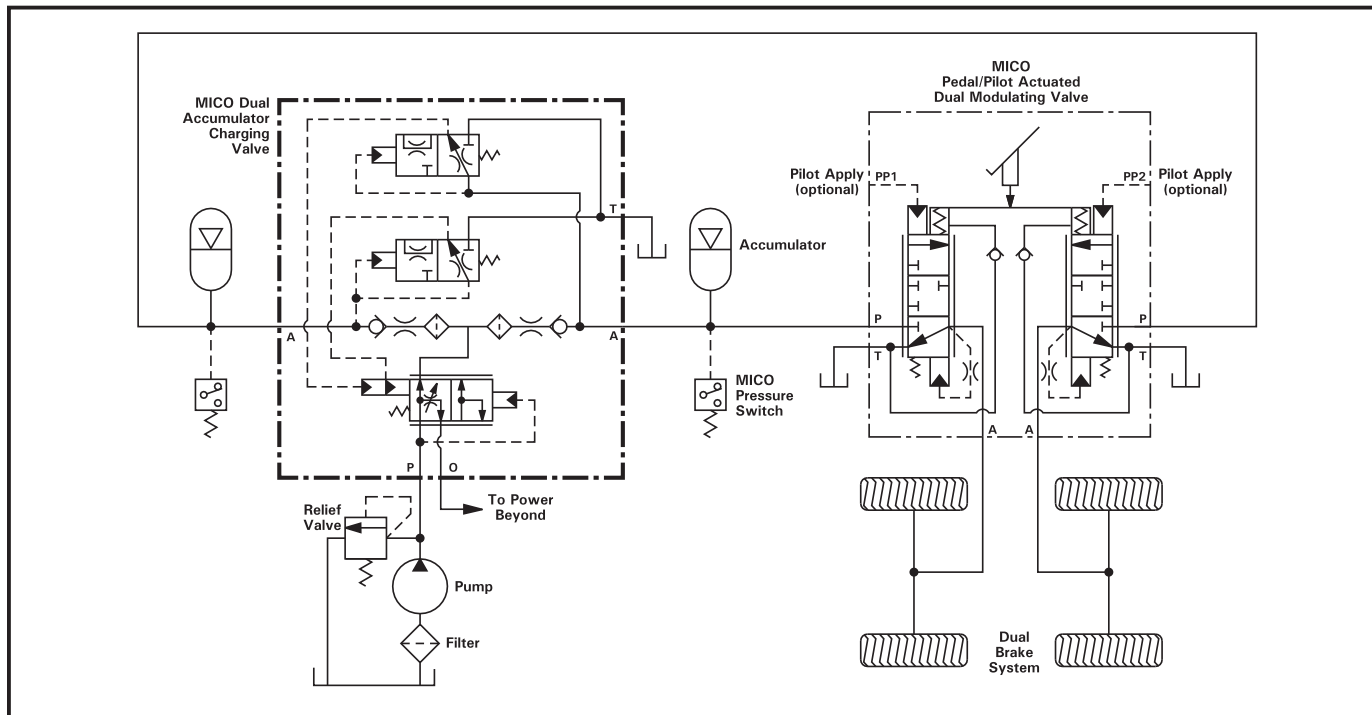 MICO
Pedal/Pilot Actuated
Dual Modulating Valve
MICO Dual
Accumulator
Charging
Valve
Pilot Apply
(optional)
PP1
PP2
Pilot Apply
(optional)
T
Accumulator
A
A
P
T
P
T
MICO
Pressure
Switch
A
A
P
O
To Power
Beyond
Relief
Valve
Pump
Filter
Dual
Brake
System